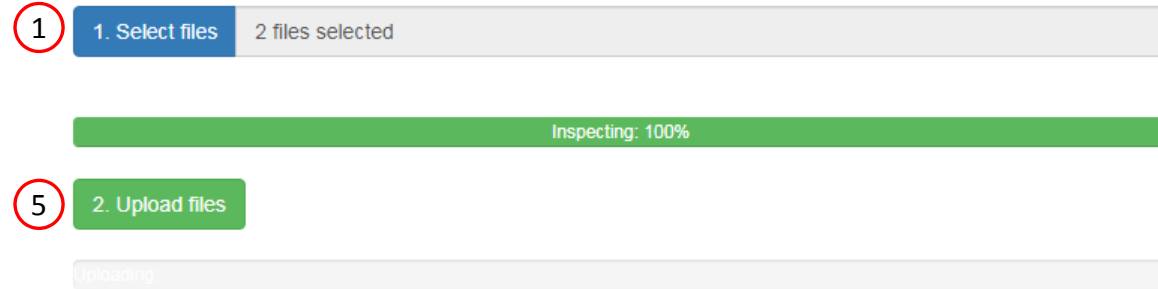 1 1. Select files 2 files selected
Inspecting: 100%
5 2. Upload files
Uploading